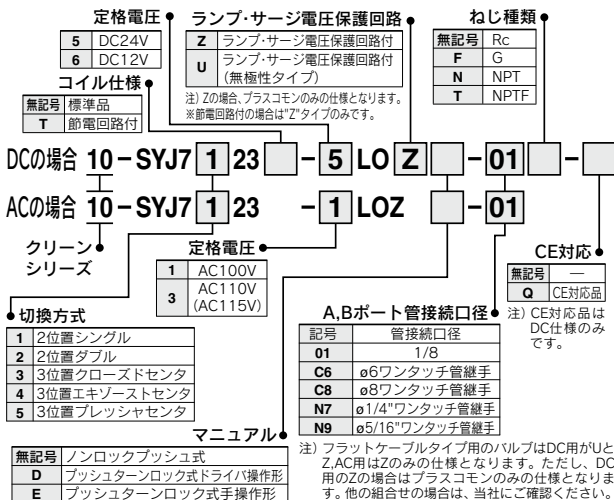 定格電圧
5 DC24V
6 DC12V
ランプ・サージ電圧保護回路
Z ランプ・サージ電圧保護回路付
U ランプ・サージ電圧保護回路付
(無極性タイプ)
注) Zの場合、プラスコモンのみの仕様となります。
※節電回路付の場合は"Z"タイプのみです。
ねじ種類
無記号 Rc
F G
N NPT
T NPTF
コイル仕様
無記号 標準品
T 節電回路付
DCの場合 10-SYJ7 1 23 - 5 LO Z - 01 -
ACの場合 10-SYJ7 1 23 - 1 LOZ - 01
クリーン
シリーズ
定格電圧
1 AC100V
3 AC110V
(AC115V)
CE対応
無記号 —
Q CE対応品
注) CE対応品は
DC仕様のみ
です。
切換方式
1 2位置シングル
2 2位置ダブル
3 3位置クローズドセンタ
4 3位置エキゾーストセンタ
5 3位置プレッシャセンタ
A,Bポート管接続口径
記号 管接続口径
01 1/8
C6 ø6ワンタッチ管継手
C8 ø8ワンタッチ管継手
N7 ø1/4"ワンタッチ管継手
N9 ø5/16"ワンタッチ管継手
マニュアル
無記号 ノンロックプッシュ式
D プッシュターンロック式ドライバ操作形
E プッシュターンロック式手操作形
注) フラットケーブルタイプ用のバルブはDC用がUと
Z,AC用はZのみの仕様となります。ただし、DC
用のZの場合はプラスコモンのみの仕様となりま
す。他の組合せの場合は、当社にご確認ください。